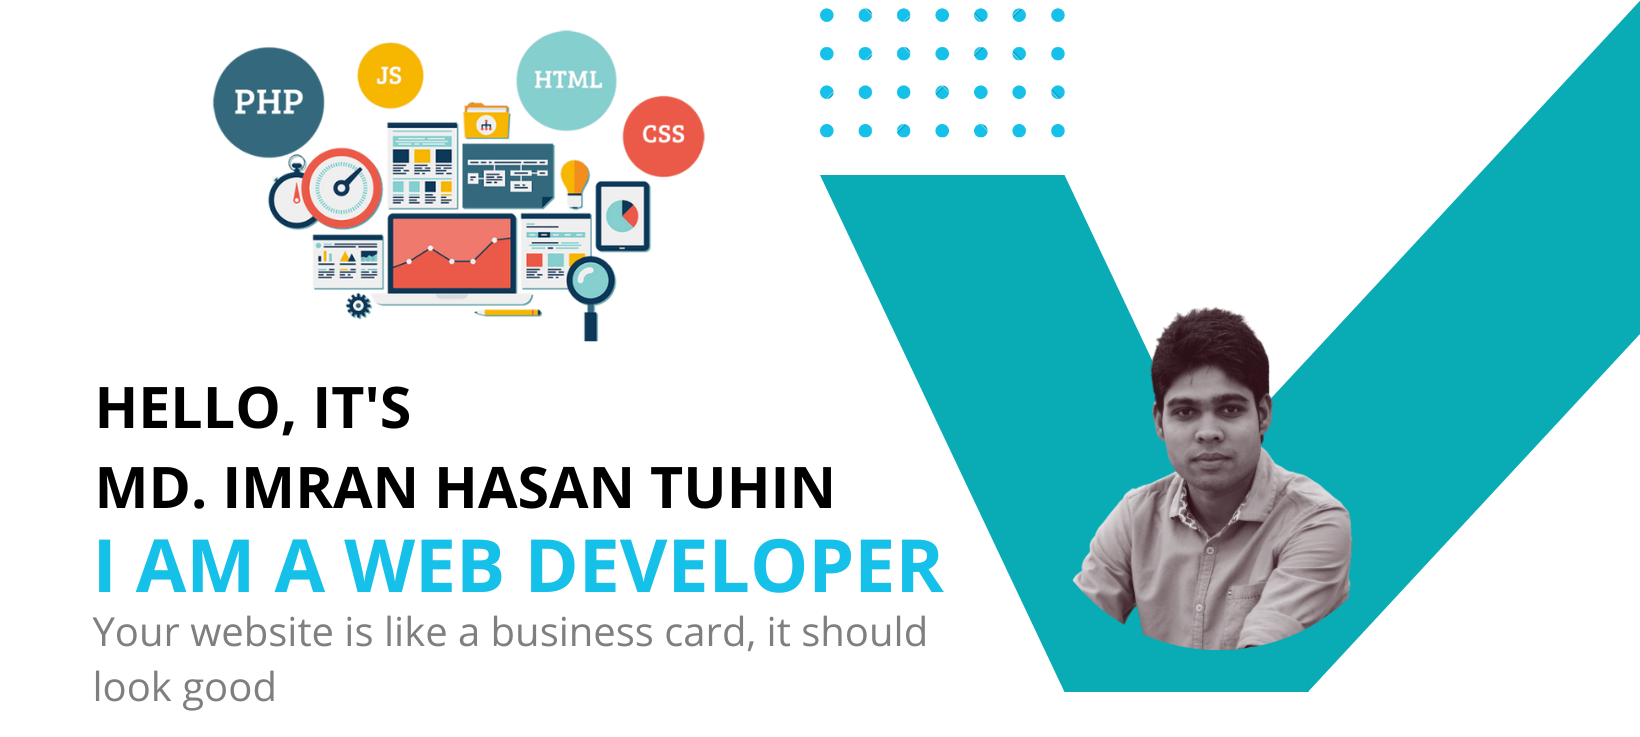 PHP
JS
HTML
CSS
HELLO, IT'S
MD. IMRAN HASAN TUHIN
I AM A WEB DEVELOPER
Your website is like a business card, it should
look good